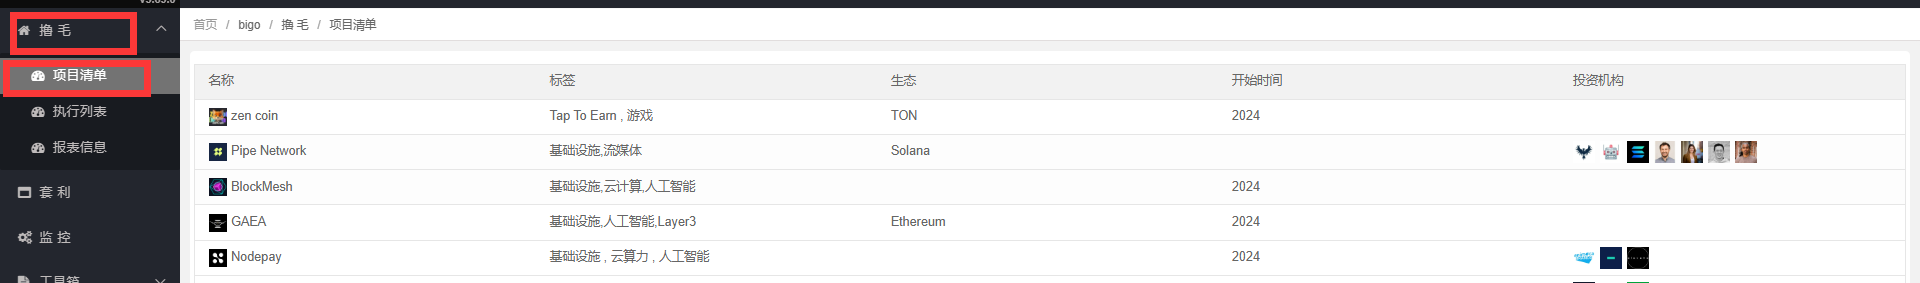 首页 / bigo / 撸 毛 / 项目清单
撸 毛
项目清单
执行列表
报表信息
套 利
监 控
名称 标签 生态 开始时间 投资机构
zen coin Tap To Earn , 游戏 TON 2024
Pipe Network 基础设施,流媒体 Solana
BlockMesh 基础设施,云计算,人工智能 2024
GAEA 基础设施,人工智能,Layer3 Ethereum 2024
Nodepay 基础设施 , 云算力 , 人工智能 2024